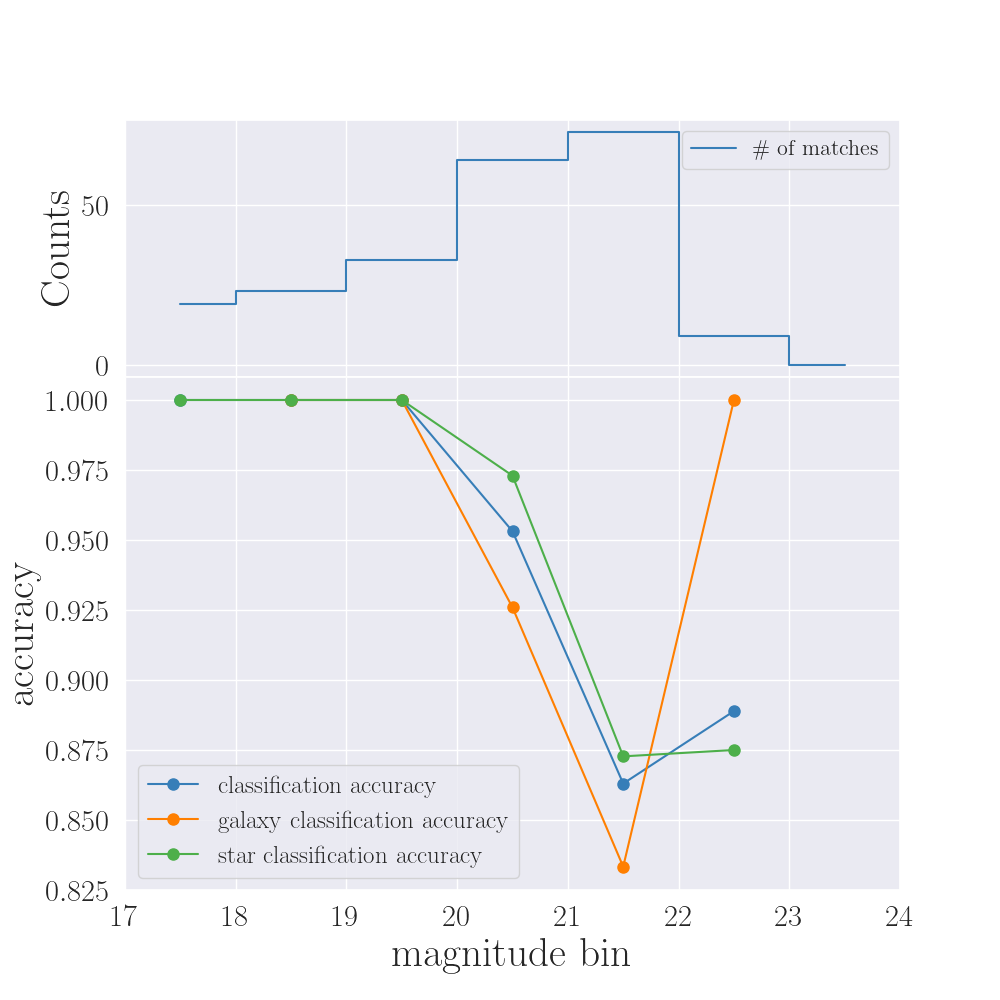 # of matches
Counts
50
0
1.000
0.975
0.950
0.925
0.900
0.875
0.850
0.825
accuracy
classification accuracy
galaxy classification accuracy
star classification accuracy
17 18 19 20 21 22 23 24
magnitude bin